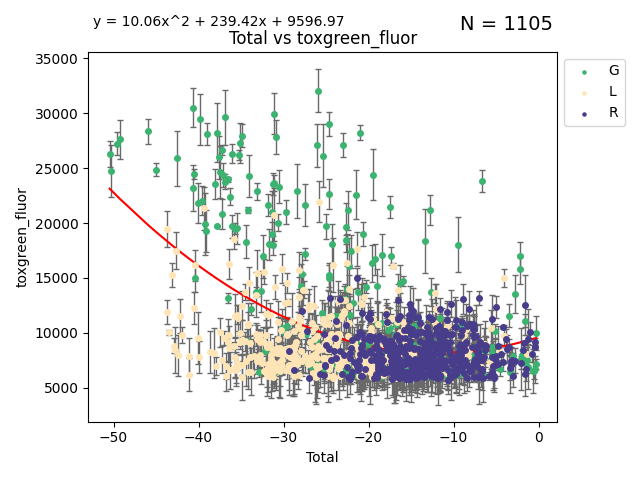 y = 10.06x^2 + 239.42x + 9596.97
N = 1105
Total vs toxgreen_fluor
35000
30000
25000
20000
15000
10000
5000
toxgreen_fluor
−50
−40
−30
−20
−10
0
Total
G
L
R